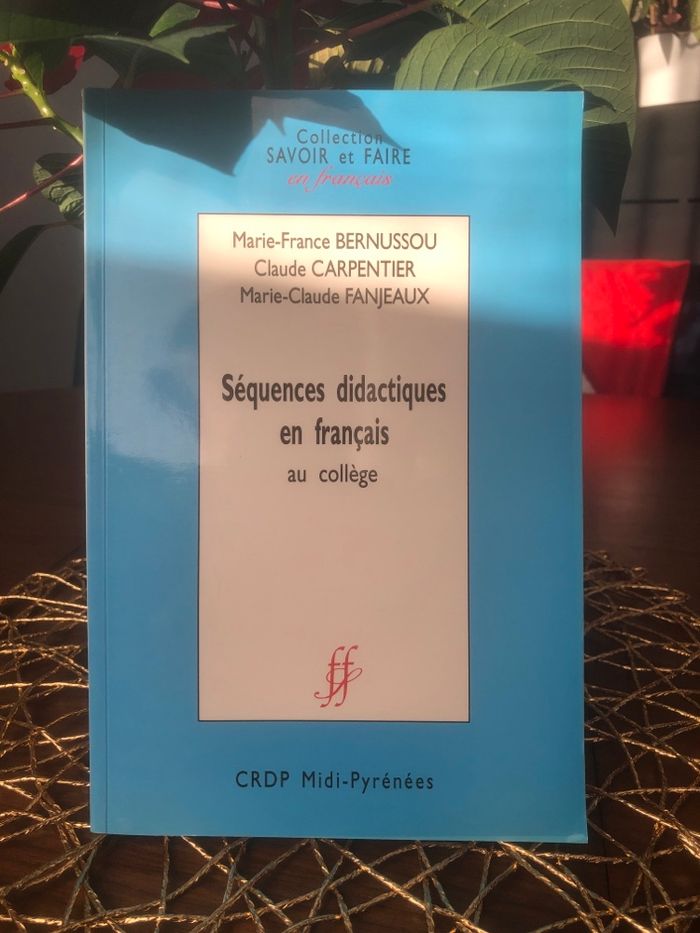 Collection
SAVOIR et FAIRE
en français
Marie-France BERNUSSOU
Claude CARPENTIER
Marie-Claude FANJEAUX
Séquences didactiques
en français
au collège
CRDP Midi-Pyrénées